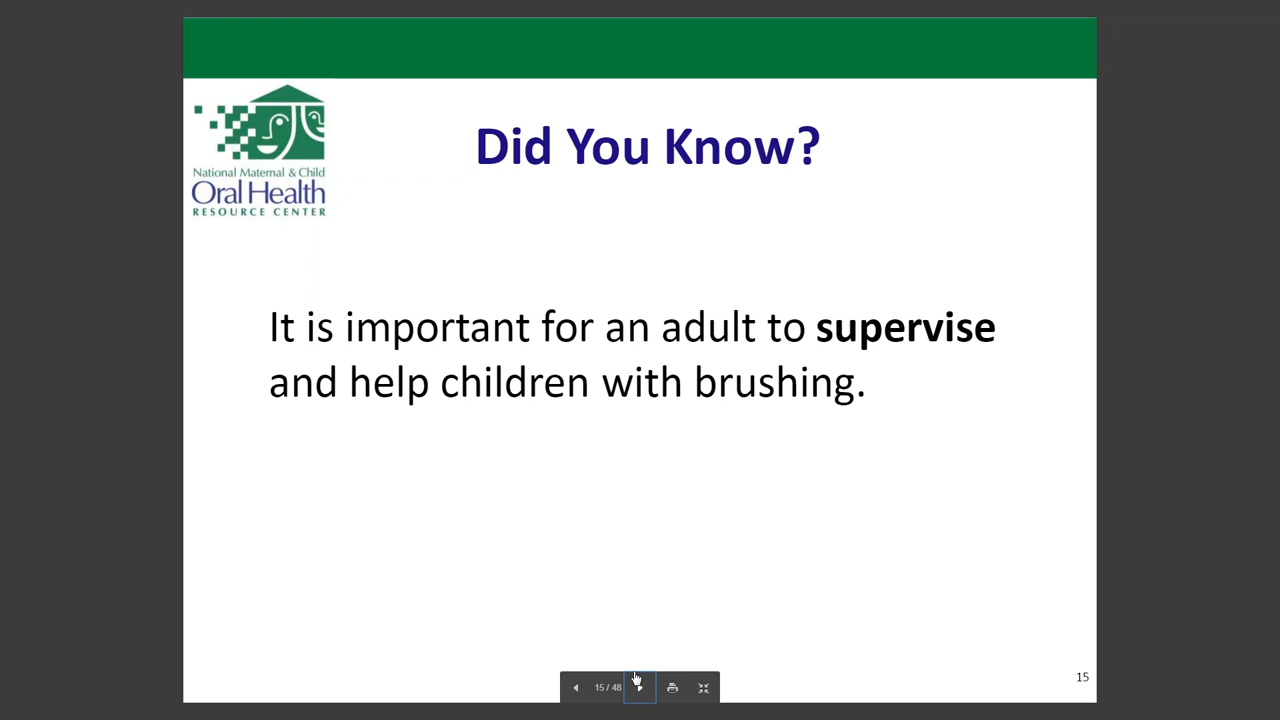 National Maternal & Child
Oral Health
RESOURCE CENTER
Did You Know?
It is important for an adult to supervise
and help children with brushing.
15
15 / 48